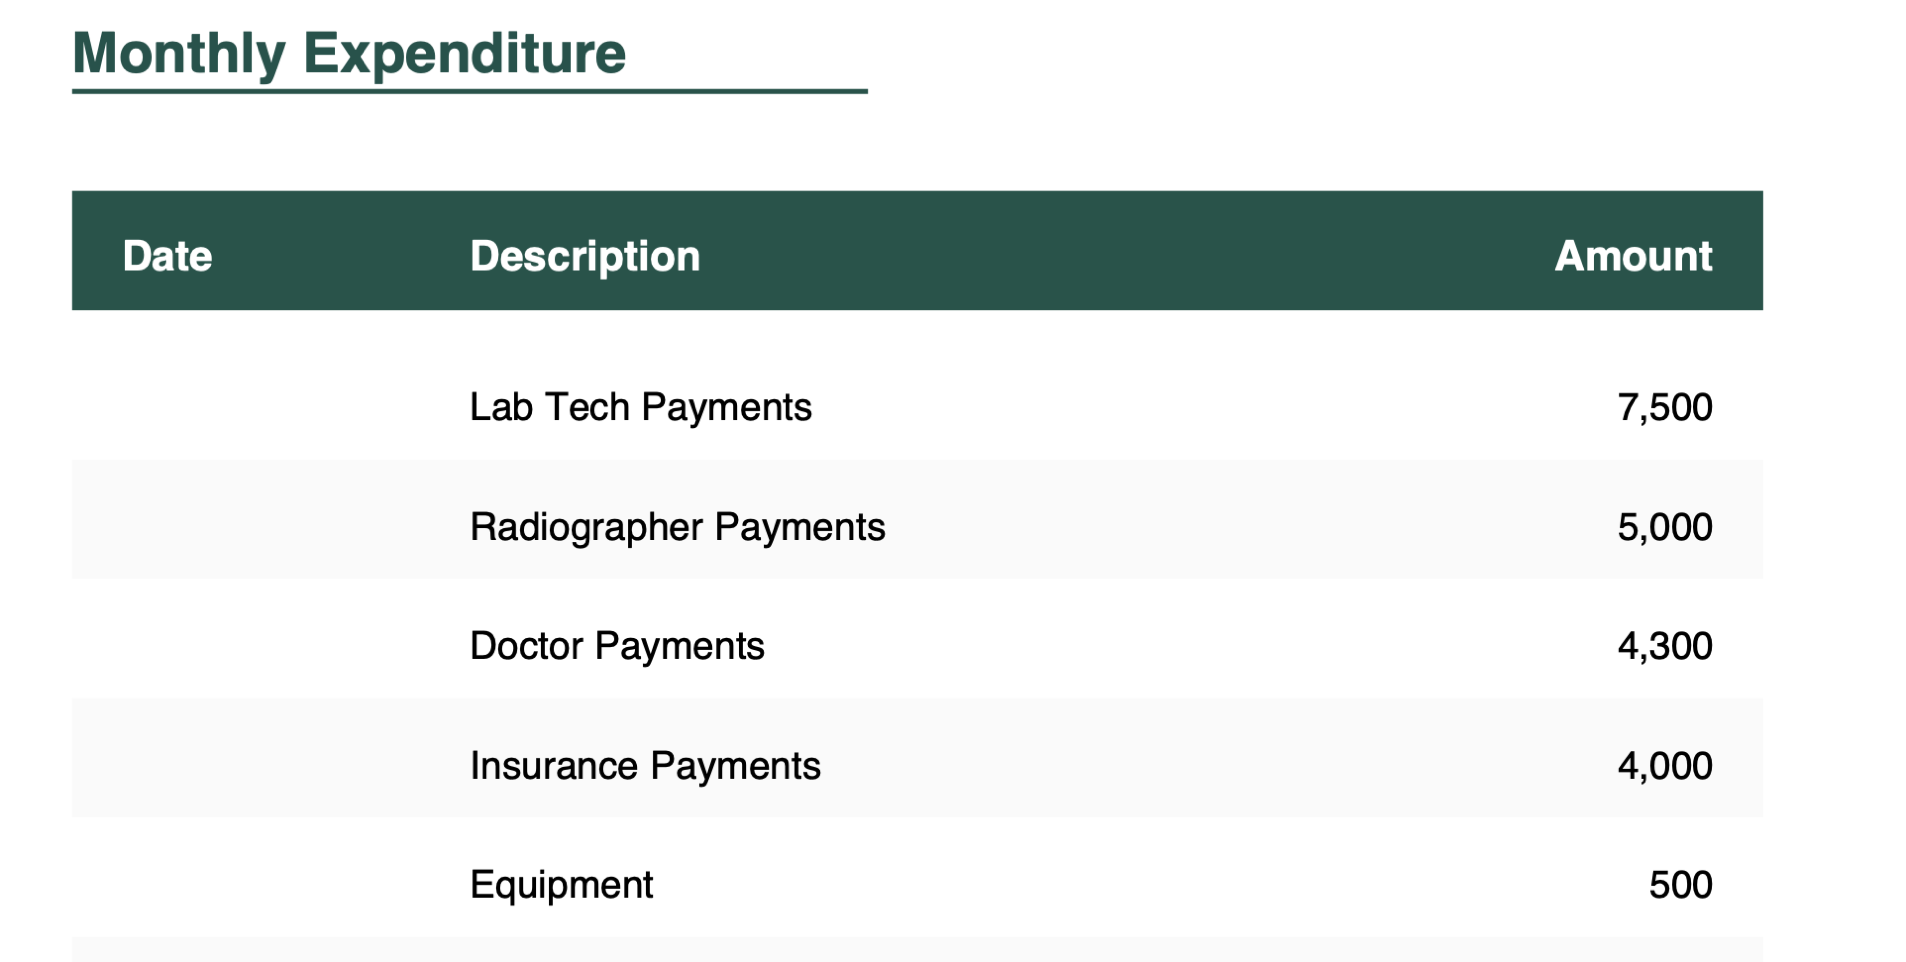 Monthly Expenditure
Date Description Amount
Lab Tech Payments 7,500
Radiographer Payments 5,000
Doctor Payments 4,300
Insurance Payments 4,000
Equipment 500